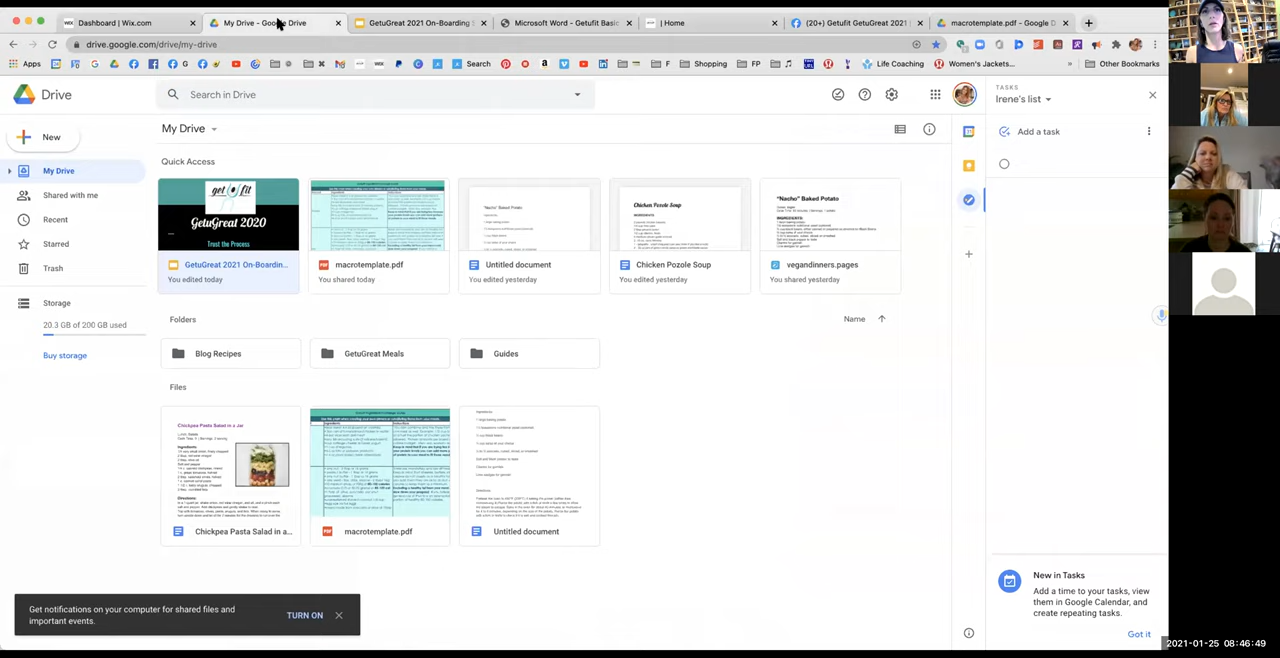 Dashboard | Wix.com
My Drive - Google Drive
GetuGreat 2021 On-Boarding
Microsoft Word - Getufit Basic
| Home
(20+) Getufit GetuGreat 2021
macrotemplate.pdf - Google D
drive.google.com/drive/my-drive
Apps
Search
Shopping
FP
Life Coaching
Women's Jackets...
Other Bookmarks
Drive
Search in Drive
TASKS
Irene's list
New
My Drive
Add a task
My Drive
Shared with me
Recent
Starred
Trash
Storage
20.3 GB of 200 GB used
Buy storage
Quick Access
get fit
GetuGreat 2020
Trust the Process
"Nacho" Baked Potato
Chicken Pozole Soup
INGREDIENTS
"Nacho" Baked Potato
INGREDIENTS
GetuGreat 2021 On-Boardin...
You edited today
macrotemplate.pdf
You shared today
Untitled document
You edited yesterday
Chicken Pozole Soup
You edited yesterday
vegandinners.pages
You shared yesterday
Folders
Name
Blog Recipes
GetuGreat Meals
Guides
Files
Chickpea Pasta Salad in a Jar
Ingredients
Directions:
Chickpea Pasta Salad in a...
macrotemplate.pdf
Untitled document
Get notifications on your computer for shared files and
important events.
TURN ON
New in Tasks
Add a time to your tasks, view
them in Google Calendar, and
create repeating tasks.
Got it
2021-01-25 08:46:49